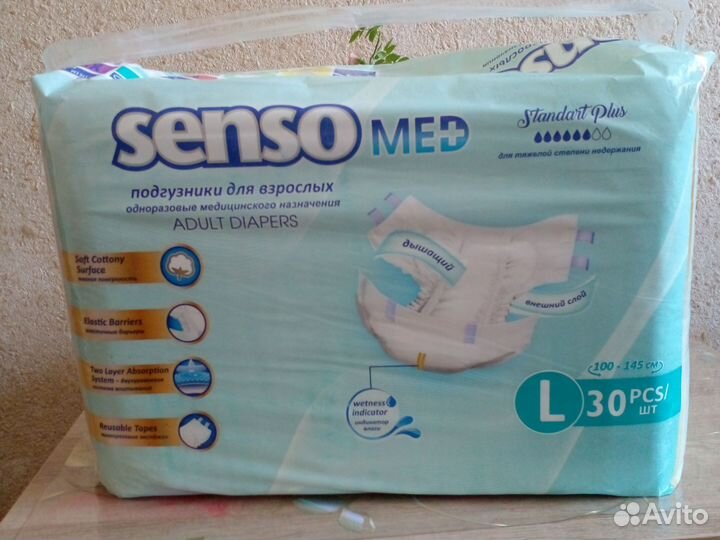 senso MED
Standart Plus
для тяжелой степени недержания
подгузники для взрослых
одноразовые медицинского назначения
ADULT DIAPERS
Soft Cottony
Surface
Elastic Barriers
Two Layer Absorption
System - двухуровневая
Reusable Tapes
дышащий
внешний слой
wetness
indicator
индикатор
влаги
100 - 145 см
L 30 PCS/
ШТ
Avito